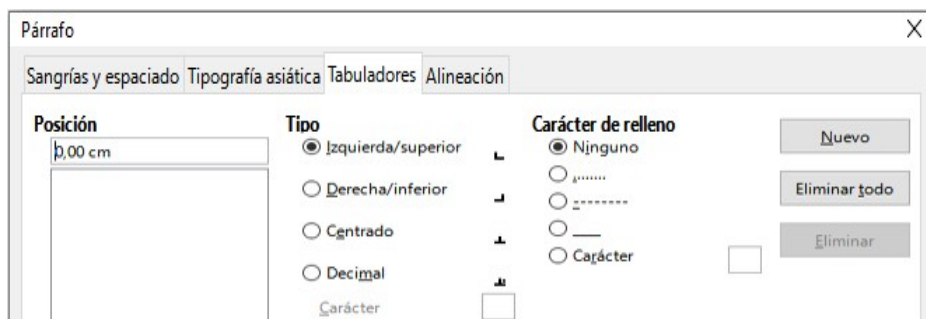 Párrafo
Sangrías y espaciado Tipografía asiática Tabuladores Alineación
Posición
0,00 cm
Tipo
Izquierda/superior
Derecha/inferior
Centrado
Decimal
Carácter
Carácter de relleno
Ninguno
........
--------
___
Carácter
Nuevo
Eliminar todo
Eliminar